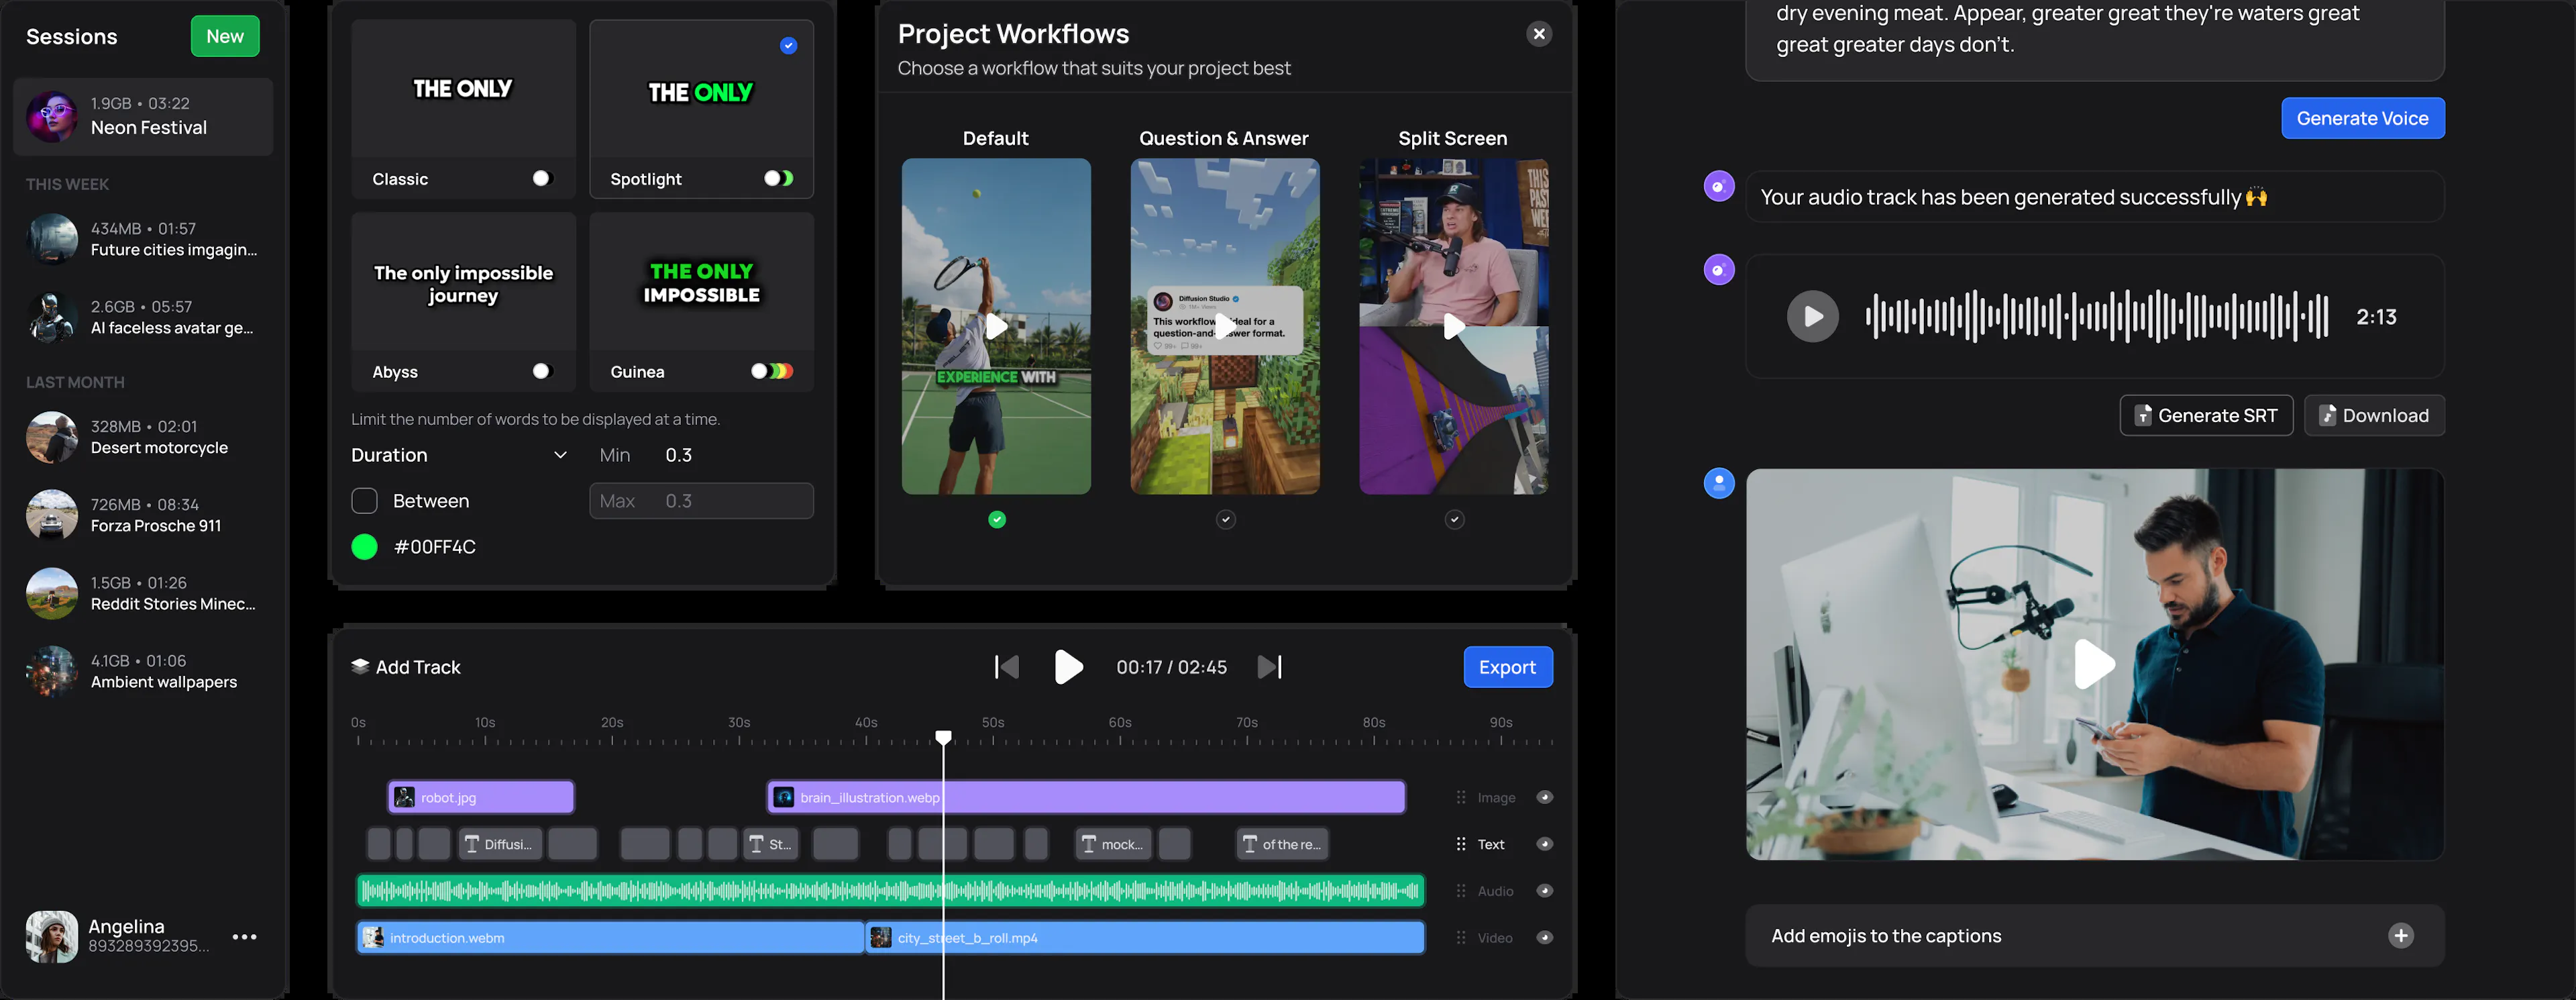 Sessions
New
1.9GB • 03:22
Neon Festival
THIS WEEK
434MB • 01:57
Future cities imgagin...
2.6GB • 05:57
AI faceless avatar ge...
LAST MONTH
328MB • 02:01
Desert motorcycle
726MB • 08:34
Forza Prosche 911
1.5GB • 01:26
Reddit Stories Minec...
4.1GB • 01:06
Ambient wallpapers
Angelina
893289392395...
THE ONLY
Classic
THE ONLY
Spotlight
The only impossible
journey
Abyss
THE ONLY
IMPOSSIBLE
Guinea
Limit the number of words to be displayed at a time.
Duration
Min 0.3
Between
Max 0.3
#00FF4C
Project Workflows
Choose a workflow that suits your project best
Default
EXPERIENCE WITH
Question & Answer
Diffusion Studio
1M+ Views
This workflow ideal for a
question-and-answer format.
99+ 99+
Split Screen
THIS
PAST
WEE
Add Track
00:17 / 02:45
Export
0s 10s 20s 30s 40s 50s 60s 70s 80s 90s
robot.jpg
brain_illustration.webp
Image
Diffusi...
St...
mock...
of the re...
Text
Audio
introduction.webm
city_street_b_roll.mp4
Video
dry evening meat. Appear, greater great they're waters great
great greater days don't.
Generate Voice
Your audio track has been generated successfully🙌
2:13
Generate SRT
Download
Add emojis to the captions